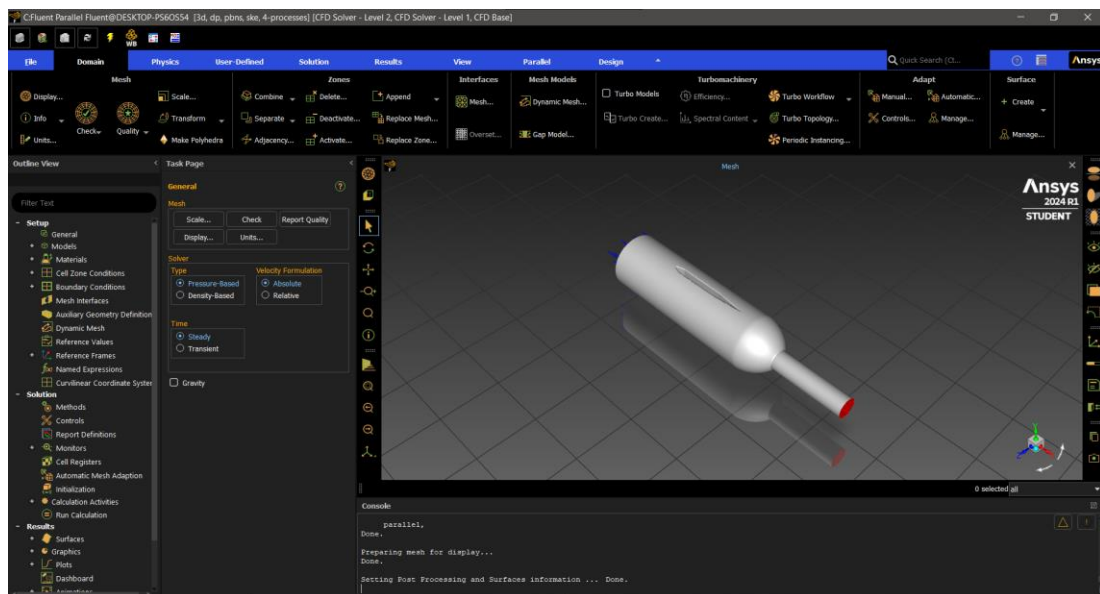 C:Fluent Parallel Fluent@DESKTOP-PS6OS54 [3d, dp, pbns, ske, 4-processes] [CFD Solver - Level 2, CFD Solver - Level 1, CFD Base]
WB
File Domain Physics User-Defined Solution Results View Parallel Design Quick Search (Ct... Ansys
Mesh Zones Interfaces Mesh Models Turbomachinery Adapt Surface
Display... Scale... Combine Delete... Append Mesh... Dynamic Mesh... Turbo Models Efficiency... Turbo Workflow Manual... Automatic... + Create
Info Transform Separate Deactivate... Replace Mesh... Turbo Create... Spectral Content Turbo Topology... Controls... Manage...
Check Quality
Units... Make Polyhedra Adjacency... Activate... Replace Zone... Overset... Gap Model... Periodic Instancing... Manage...
Outline View
Filter Text
Setup
General
Models
Materials
Cell Zone Conditions
Boundary Conditions
Mesh Interfaces
Auxiliary Geometry Definition
Dynamic Mesh
Reference Values
Reference Frames
Named Expressions
Curvilinear Coordinate Syster
Solution
Methods
Controls
Report Definitions
Monitors
Cell Registers
Automatic Mesh Adaption
Initialization
Calculation Activities
Run Calculation
Results
Surfaces
Graphics
Plots
Dashboard
Animations
Task Page
General
Mesh
Scale... Check Report Quality
Display... Units...
Solver
Type Velocity Formulation
Pressure-Based Absolute
Density-Based Relative
Time
Steady
Transient
Gravity
Mesh
Ansys
2024 R1
STUDENT
0 selected all
Console
parallel,
Done.
Preparing mesh for display...
Done.
Setting Post Processing and Surfaces information ... Done.